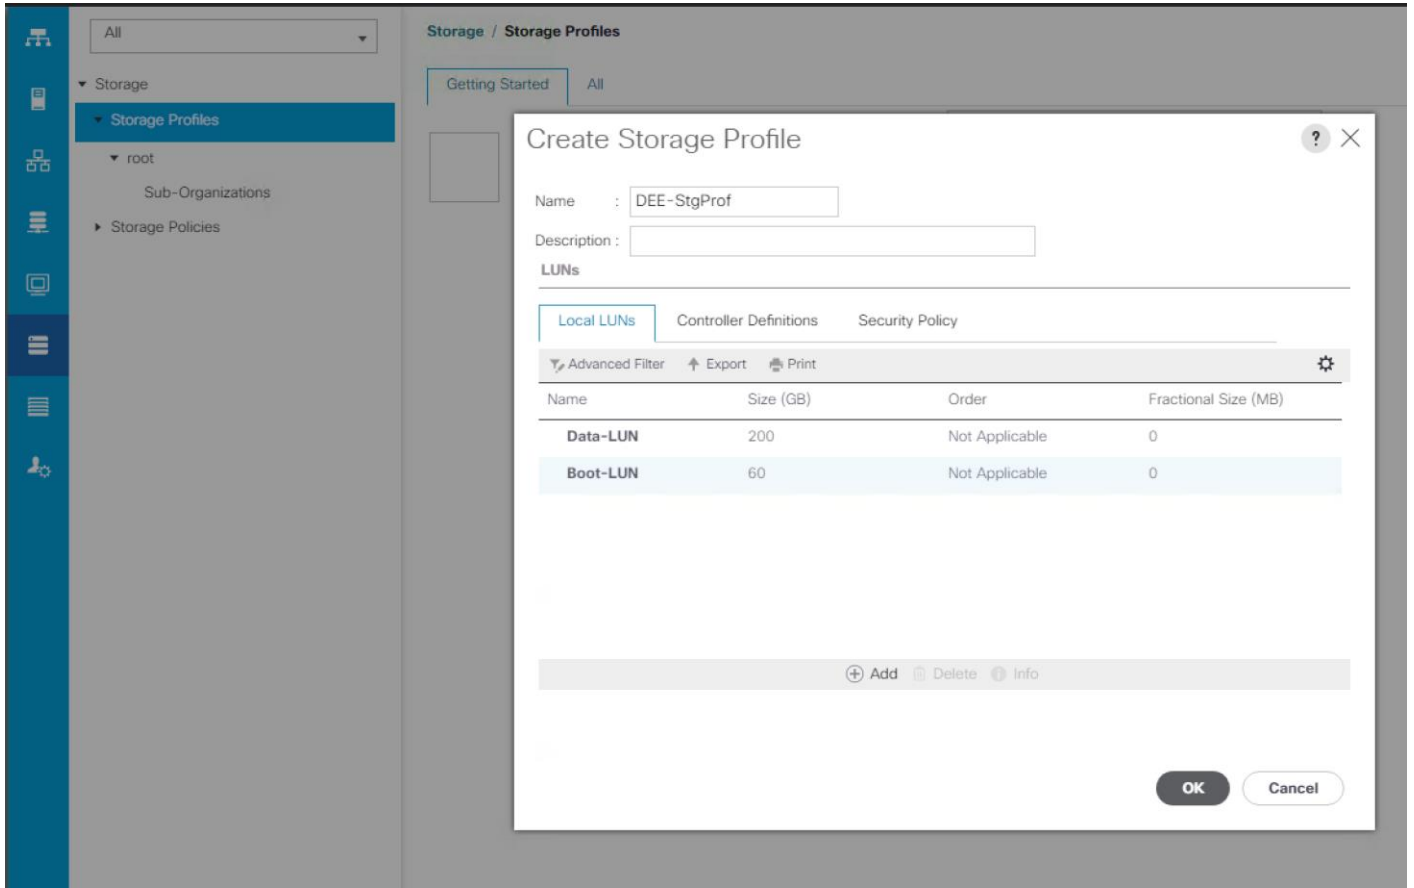 All
Storage
Storage Profiles
root
Sub-Organizations
Storage Policies
Storage / Storage Profiles
Getting Started All
Create Storage Profile ?
Name : DEE-StgProf
Description :
LUNs
Local LUNs Controller Definitions Security Policy
Advanced Filter Export Print
Name Size (GB) Order Fractional Size (MB)
Data-LUN 200 Not Applicable 0
Boot-LUN 60 Not Applicable 0
Add Delete Info
OK Cancel